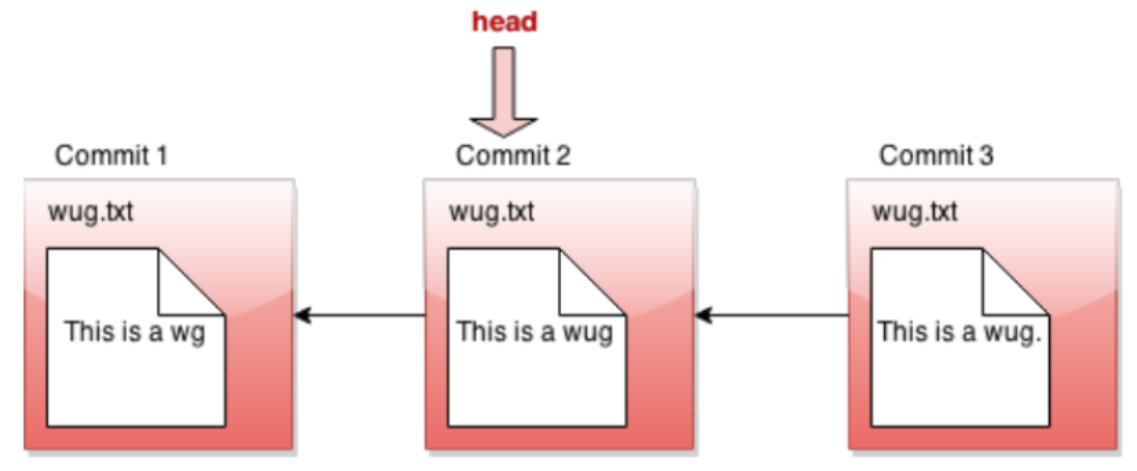 head
Commit 1
Commit 2
Commit 3
wug.txt
wug.txt
wug.txt
This is a wg
This is a wug
This is a wug.